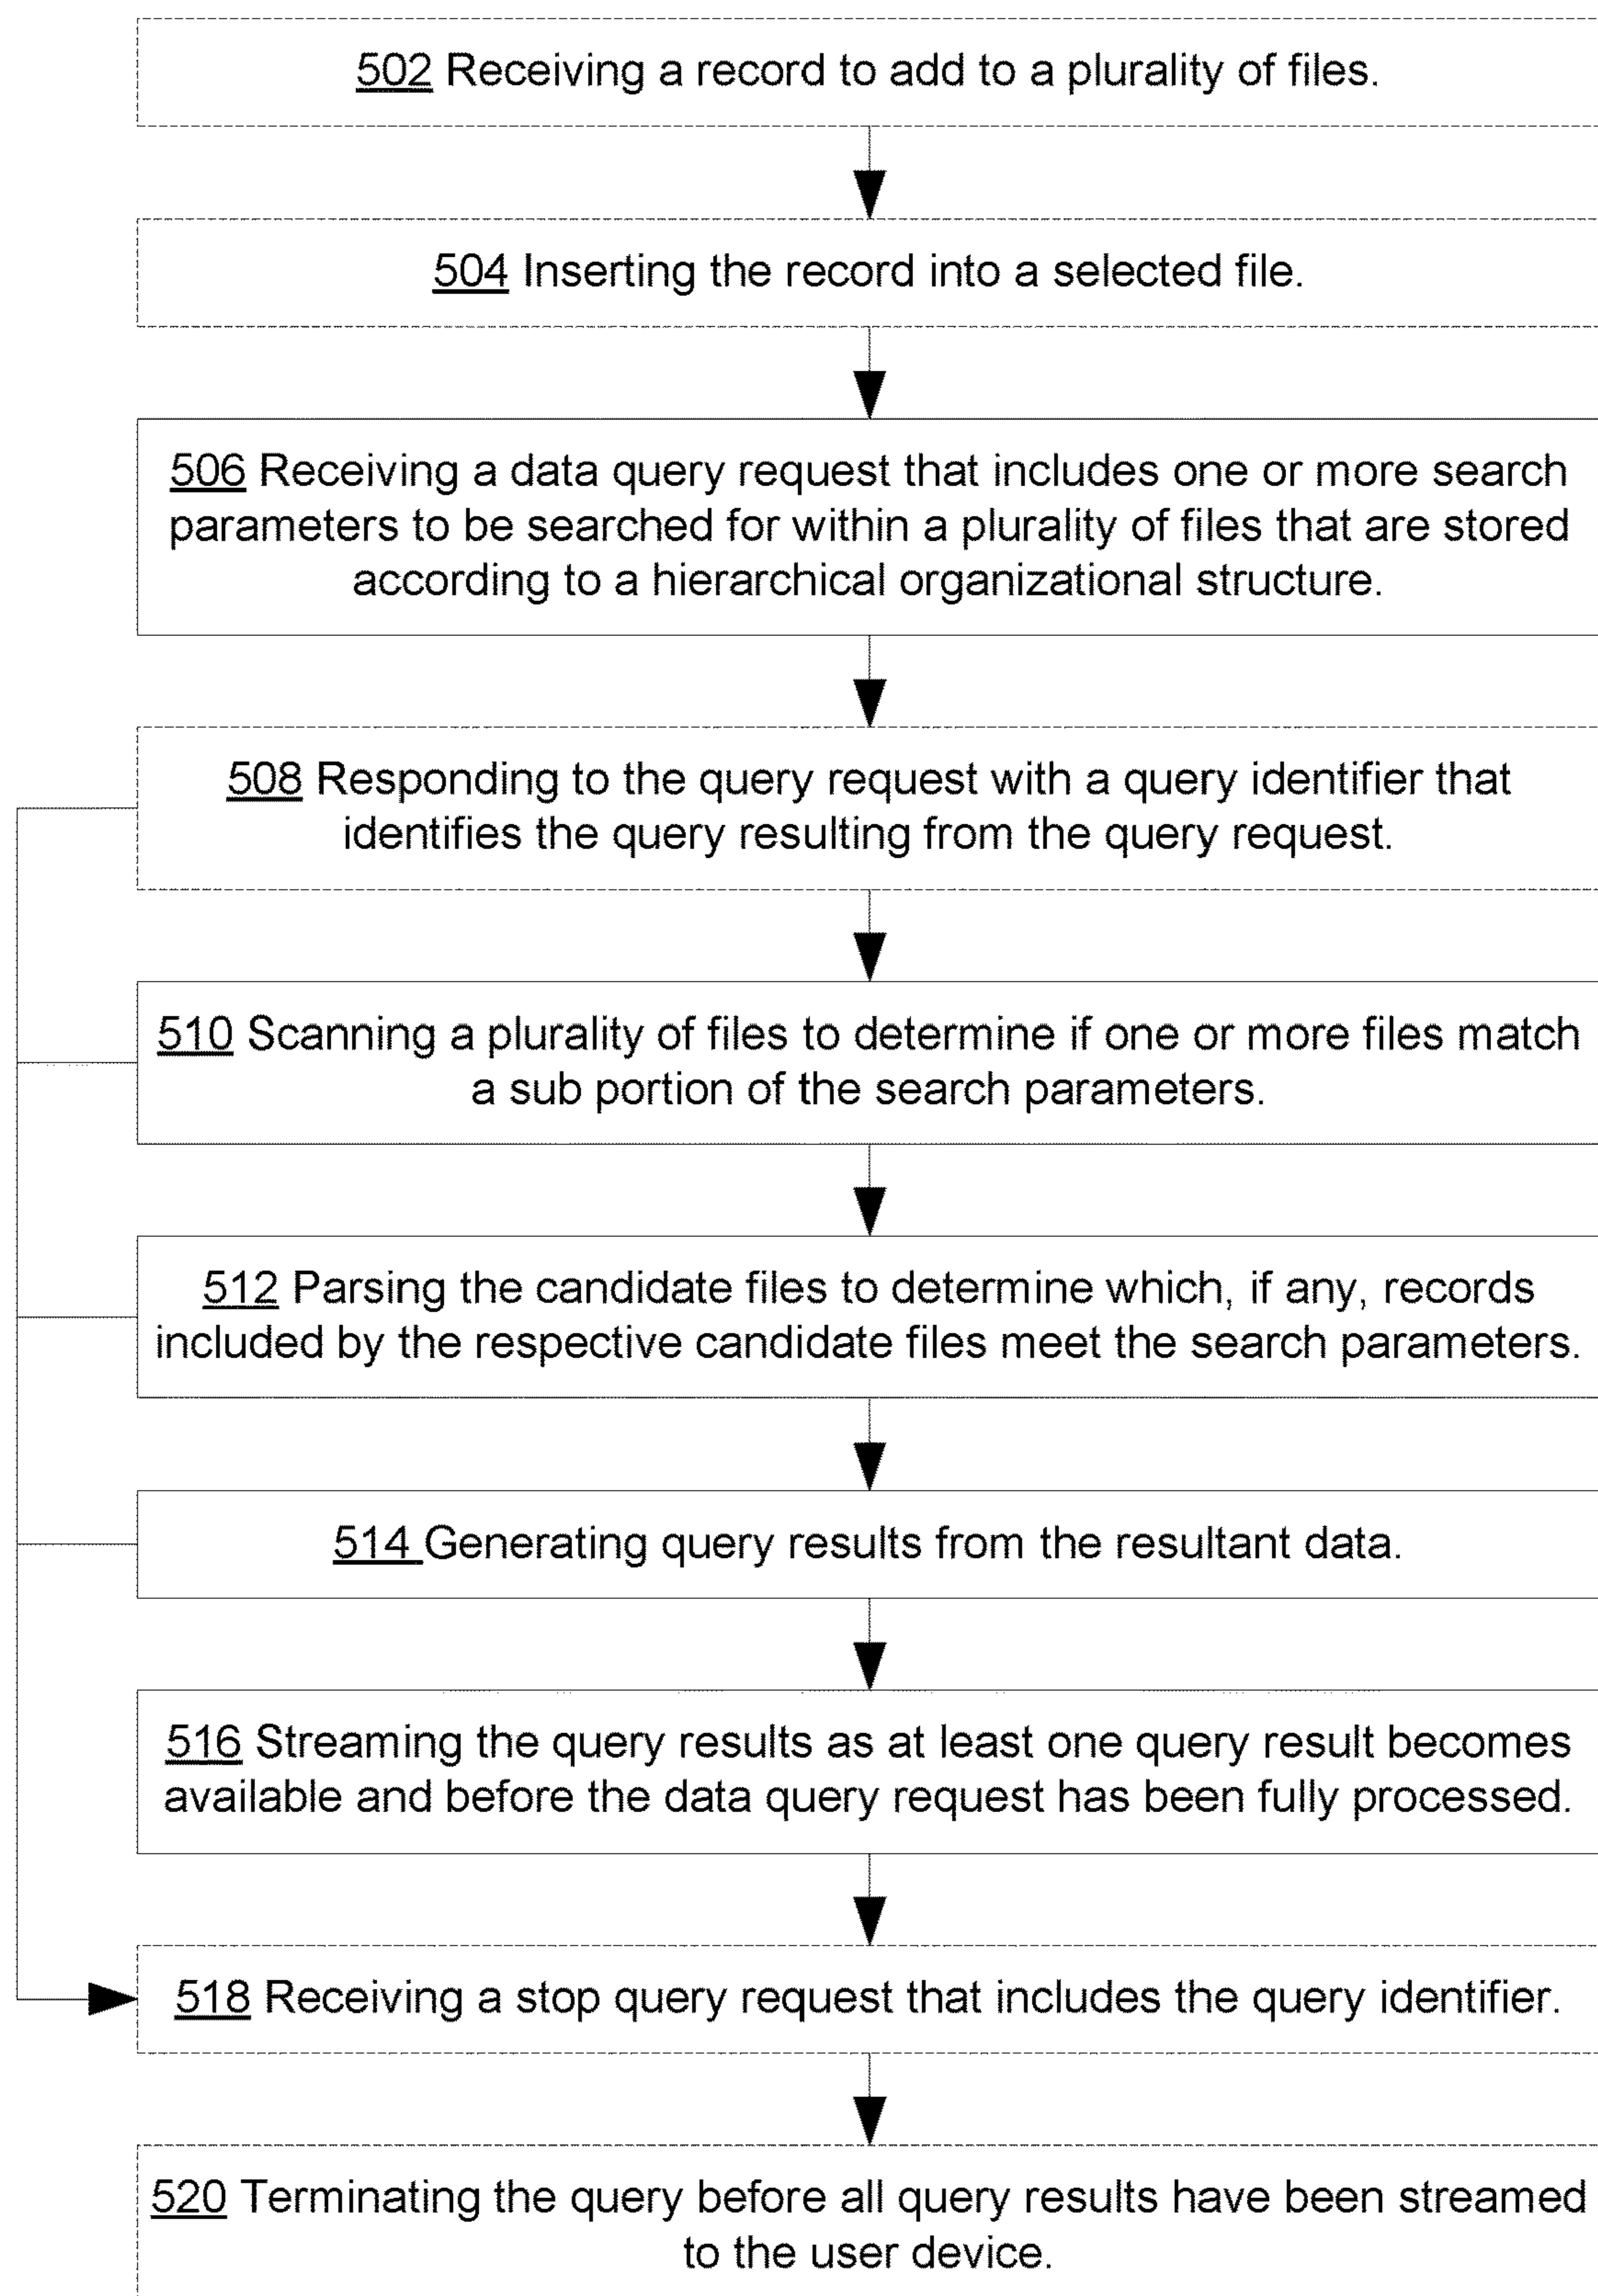 502 Receiving a record to add to a plurality of files.
504 Inserting the record into a selected file.
506 Receiving a data query request that includes one or more search
parameters to be searched for within a plurality of files that are stored
according to a hierarchical organizational structure.
508 Responding to the query request with a query identifier that
identifies the query resulting from the query request.
510 Scanning a plurality of files to determine if one or more files match
a sub portion of the search parameters.
512 Parsing the candidate files to determine which, if any, records
included by the respective candidate files meet the search parameters.
514 Generating query results from the resultant data.
516 Streaming the query results as at least one query result becomes
available and before the data query request has been fully processed.
518 Receiving a stop query request that includes the query identifier.
520 Terminating the query before all query results have been streamed
to the user device.